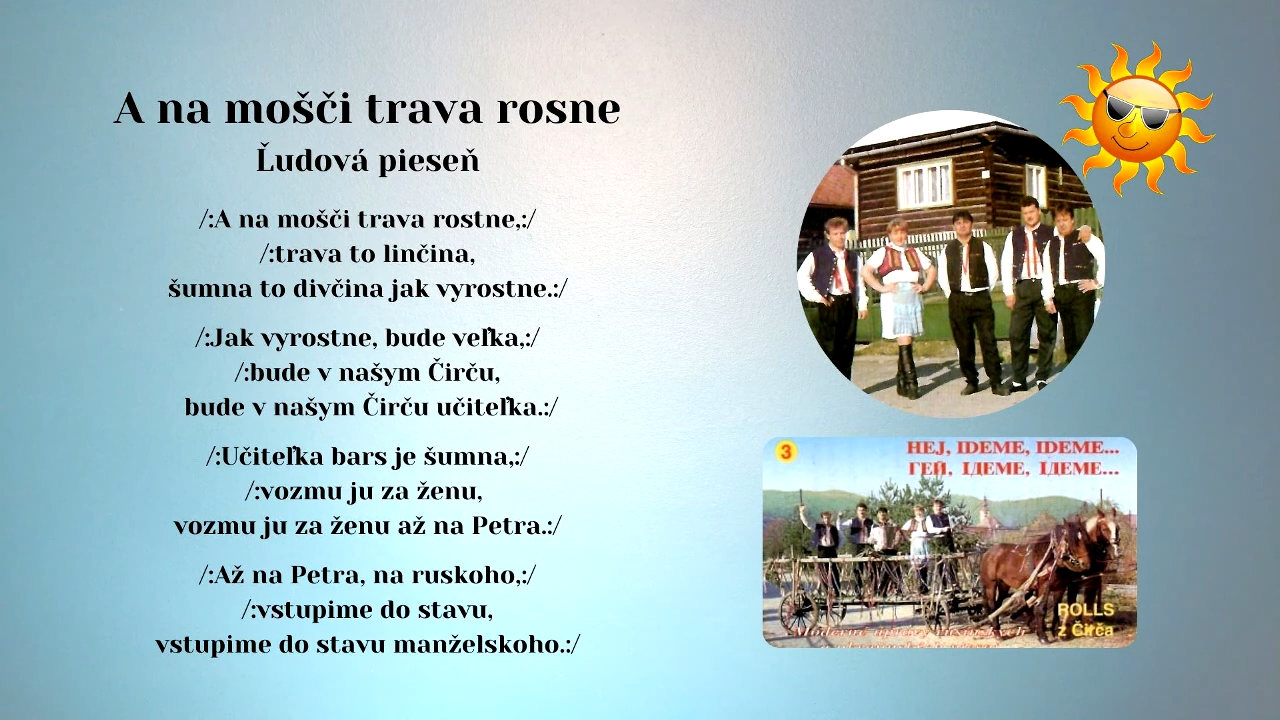 A na mošči trava rosne
Ĺudová pieseň
/:A na mošči trava rostne,:/
/:trava to linčina,
šumna to divčina jak vyrostne.:/
/:Jak vyrostne, bude veľka,:/
/:bude v našym Čirču,
bude v našym Čirču učiteľka.:/
/:Učiteľka bars je šumna,:/
/:vozmu ju za ženu,
vozmu ju za ženu až na Petra.:/
/:Až na Petra, na ruskoho,:/
/:vstupime do stavu,
vstupime do stavu manželskoho.:/
3
HEJ, IDEME, IDEME...
ГЕЙ, ІДЕМЕ, ІДЕМЕ...
ROLLS
z Čirča